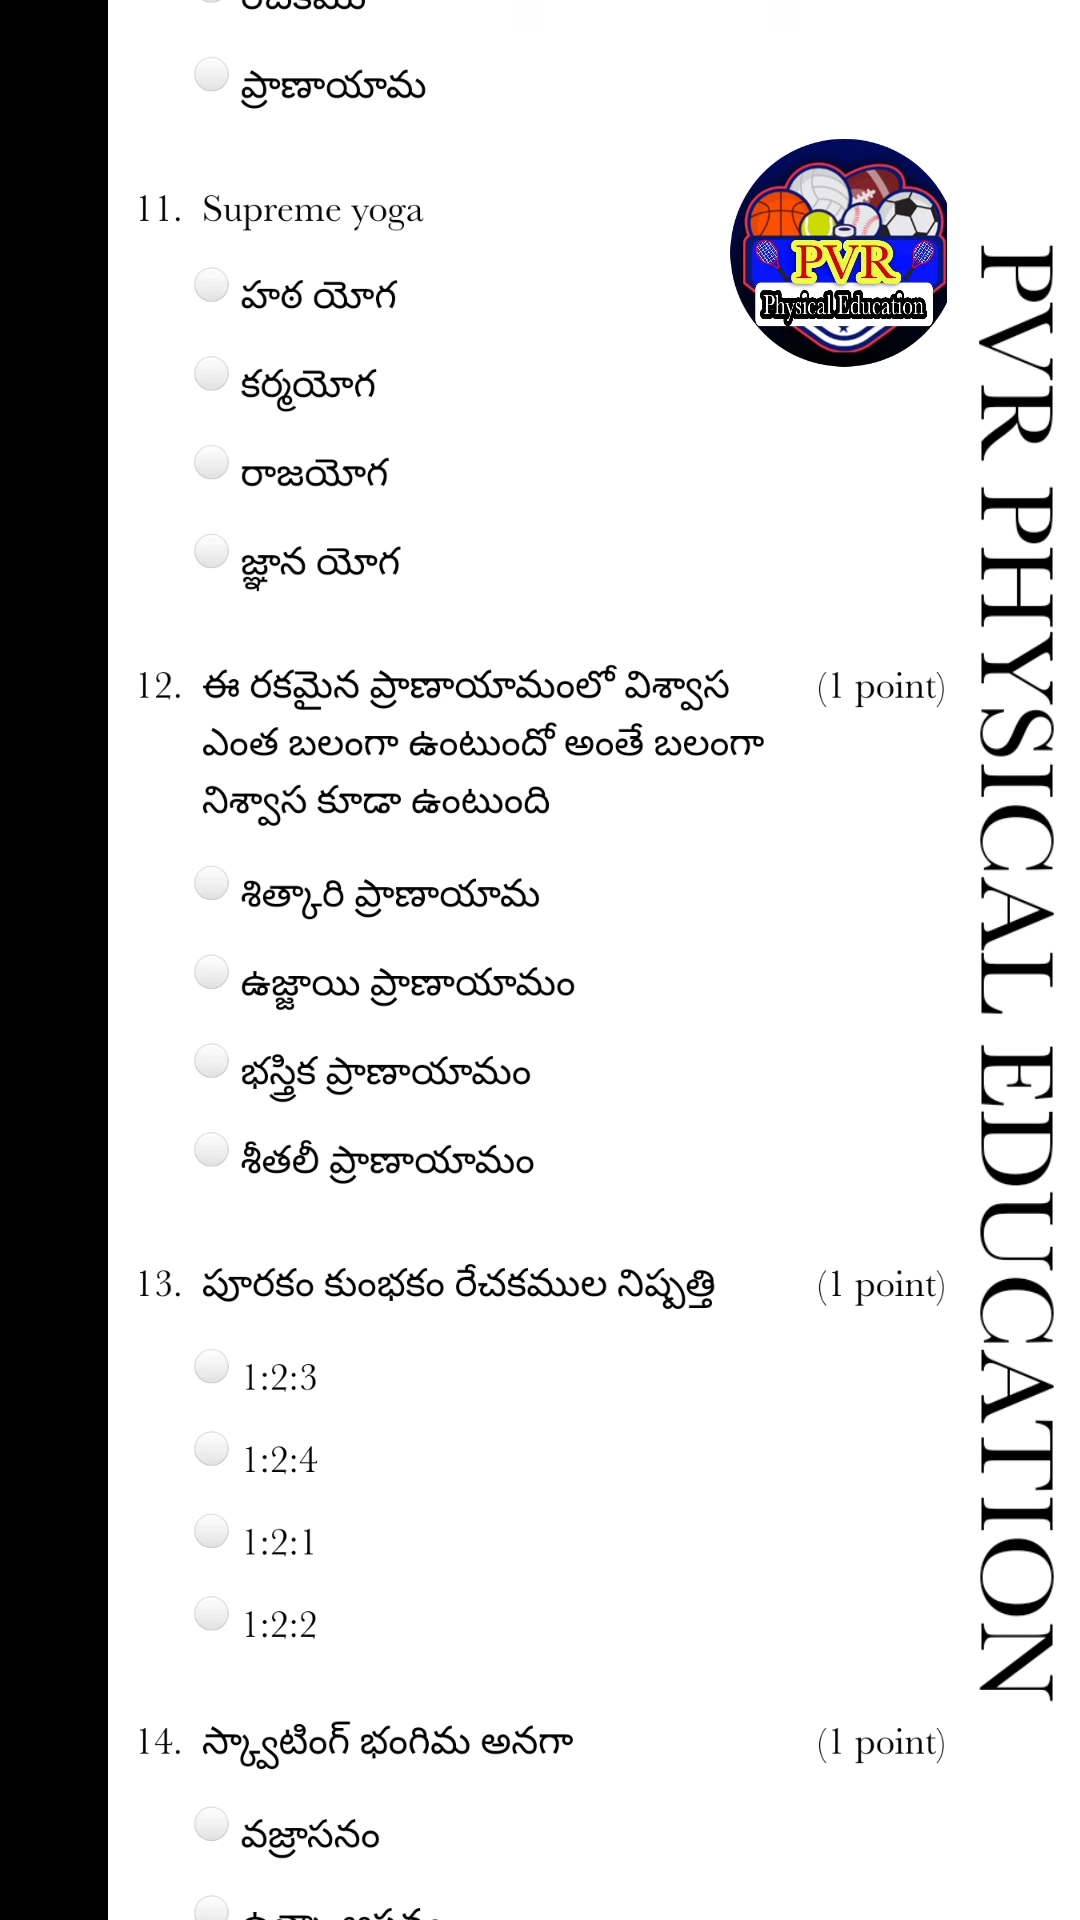 ప్రాణాయామ
11. Supreme yoga
హఠ యోగ
కర్మయోగ
రాజయోగ
జ్ఞాన యోగ
PVR
Physical Education
12. ఈ రకమైన ప్రాణాయామంలో విశ్వాస (1 point)
ఎంత బలంగా ఉంటుందో అంతే బలంగా
నిశ్వాస కూడా ఉంటుంది
శిత్కారి ప్రాణాయామ
ఉజ్జాయి ప్రాణాయామం
భస్త్రిక ప్రాణాయామం
శీతలీ ప్రాణాయామం
13. పూరకం కుంభకం రేచకముల నిష్పత్తి (1 point)
1:2:3
1:2:4
1:2:1
1:2:2
14. స్క్వాటింగ్ భంగిమ అనగా (1 point)
వజ్రాసనం
PVR PHYSICAL EDUCATION